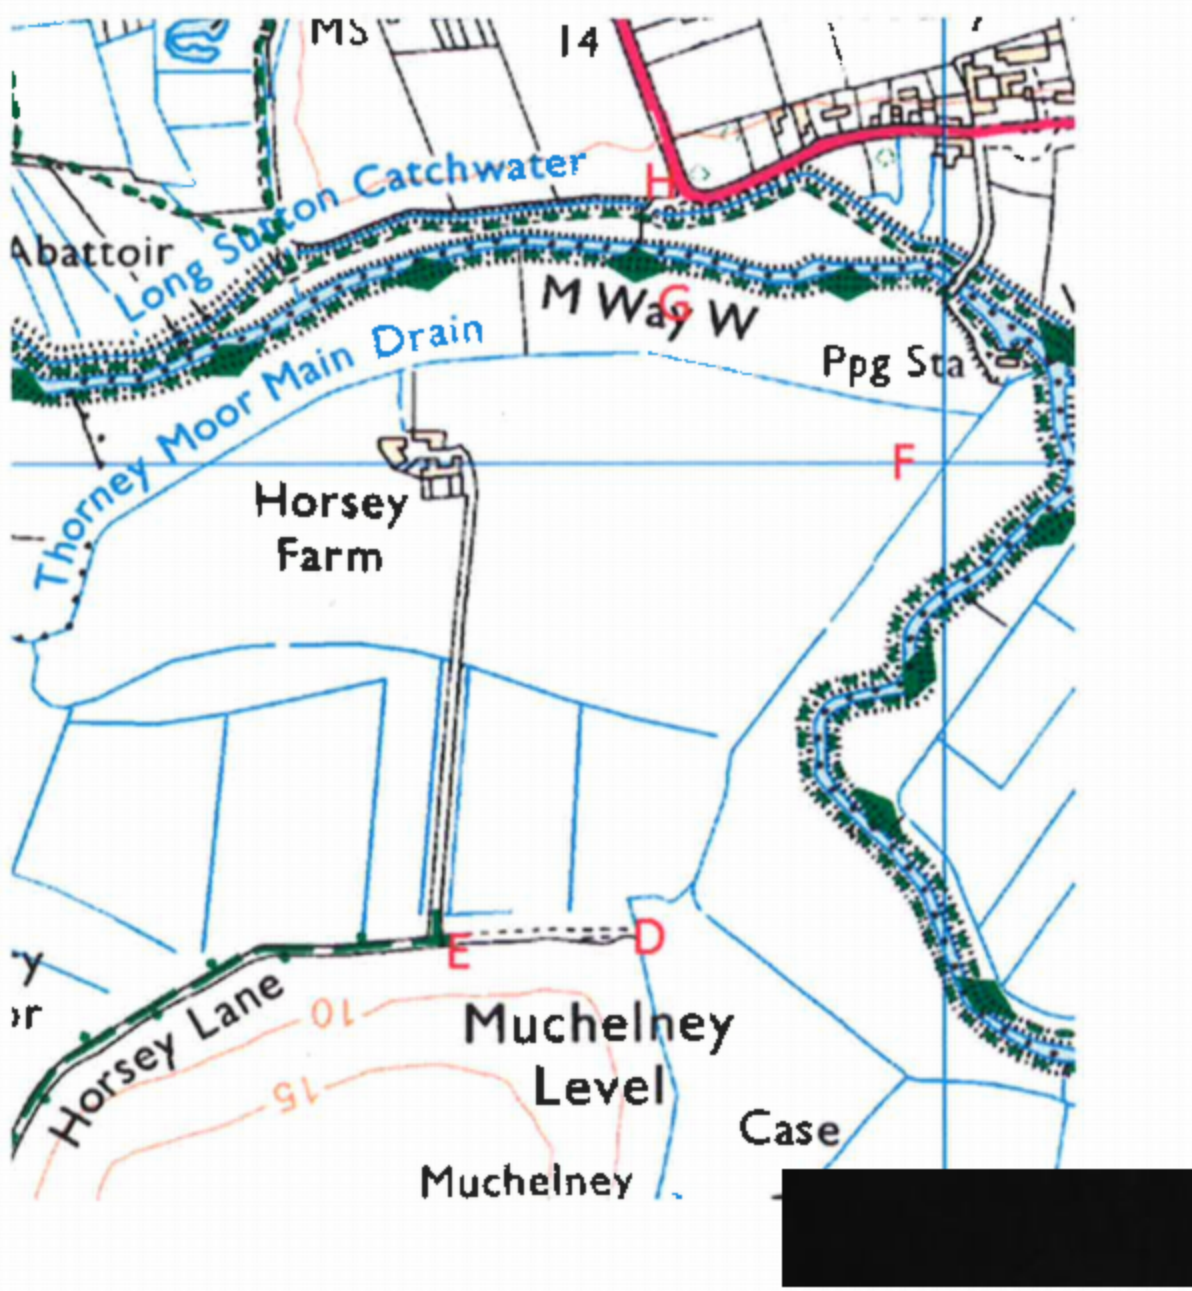 MS
14
Long Sutton Catchwater
H
Abattoir
G
M Way W
Thorney Moor Main Drain
Ppg Sta
F
Horsey
Farm
E
D
Horsey Lane
10
15
Muchelney
Level
Case
Muchelney